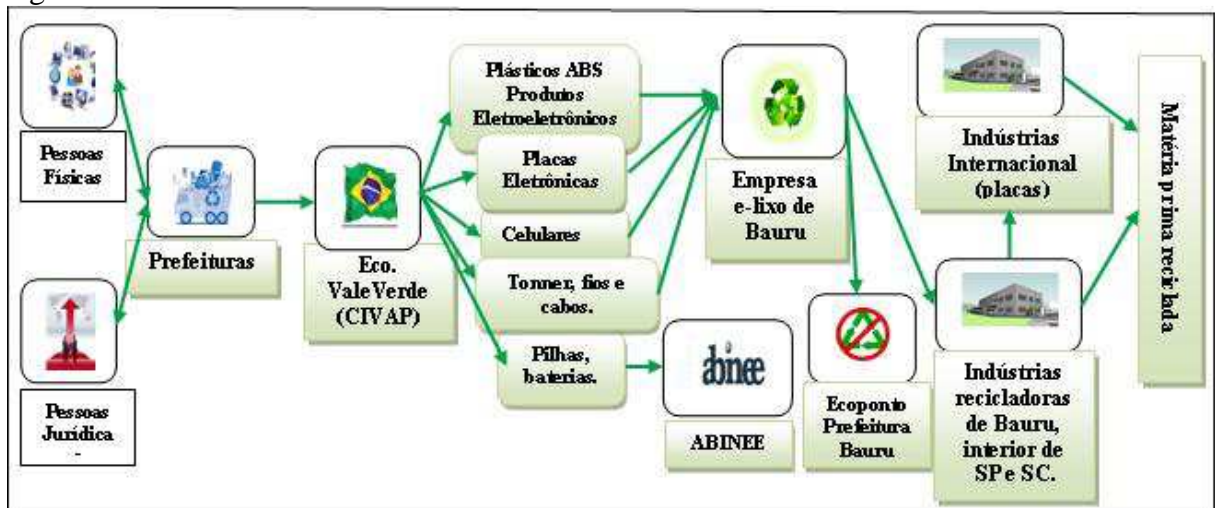 Pessoas
Físicas
Pessoas
Jurídica
-
Prefeituras
Eco.
Vale Verde
(CIVAP)
Plásticos ABS
Produtos
Eletroeletrônicos
Placas
Eletrônicas
Celulares
Tonner, fios e
cabos.
Pilhas,
baterias.
abinee
ABINEE
Empresa
e-lixo de
Bauru
Ecoponto
Prefeitura
Bauru
Indústrias
Internacional
(placas)
Indústrias
recicladoras
de Bauru,
interior de
SP e SC.
Matéria prima reciclada